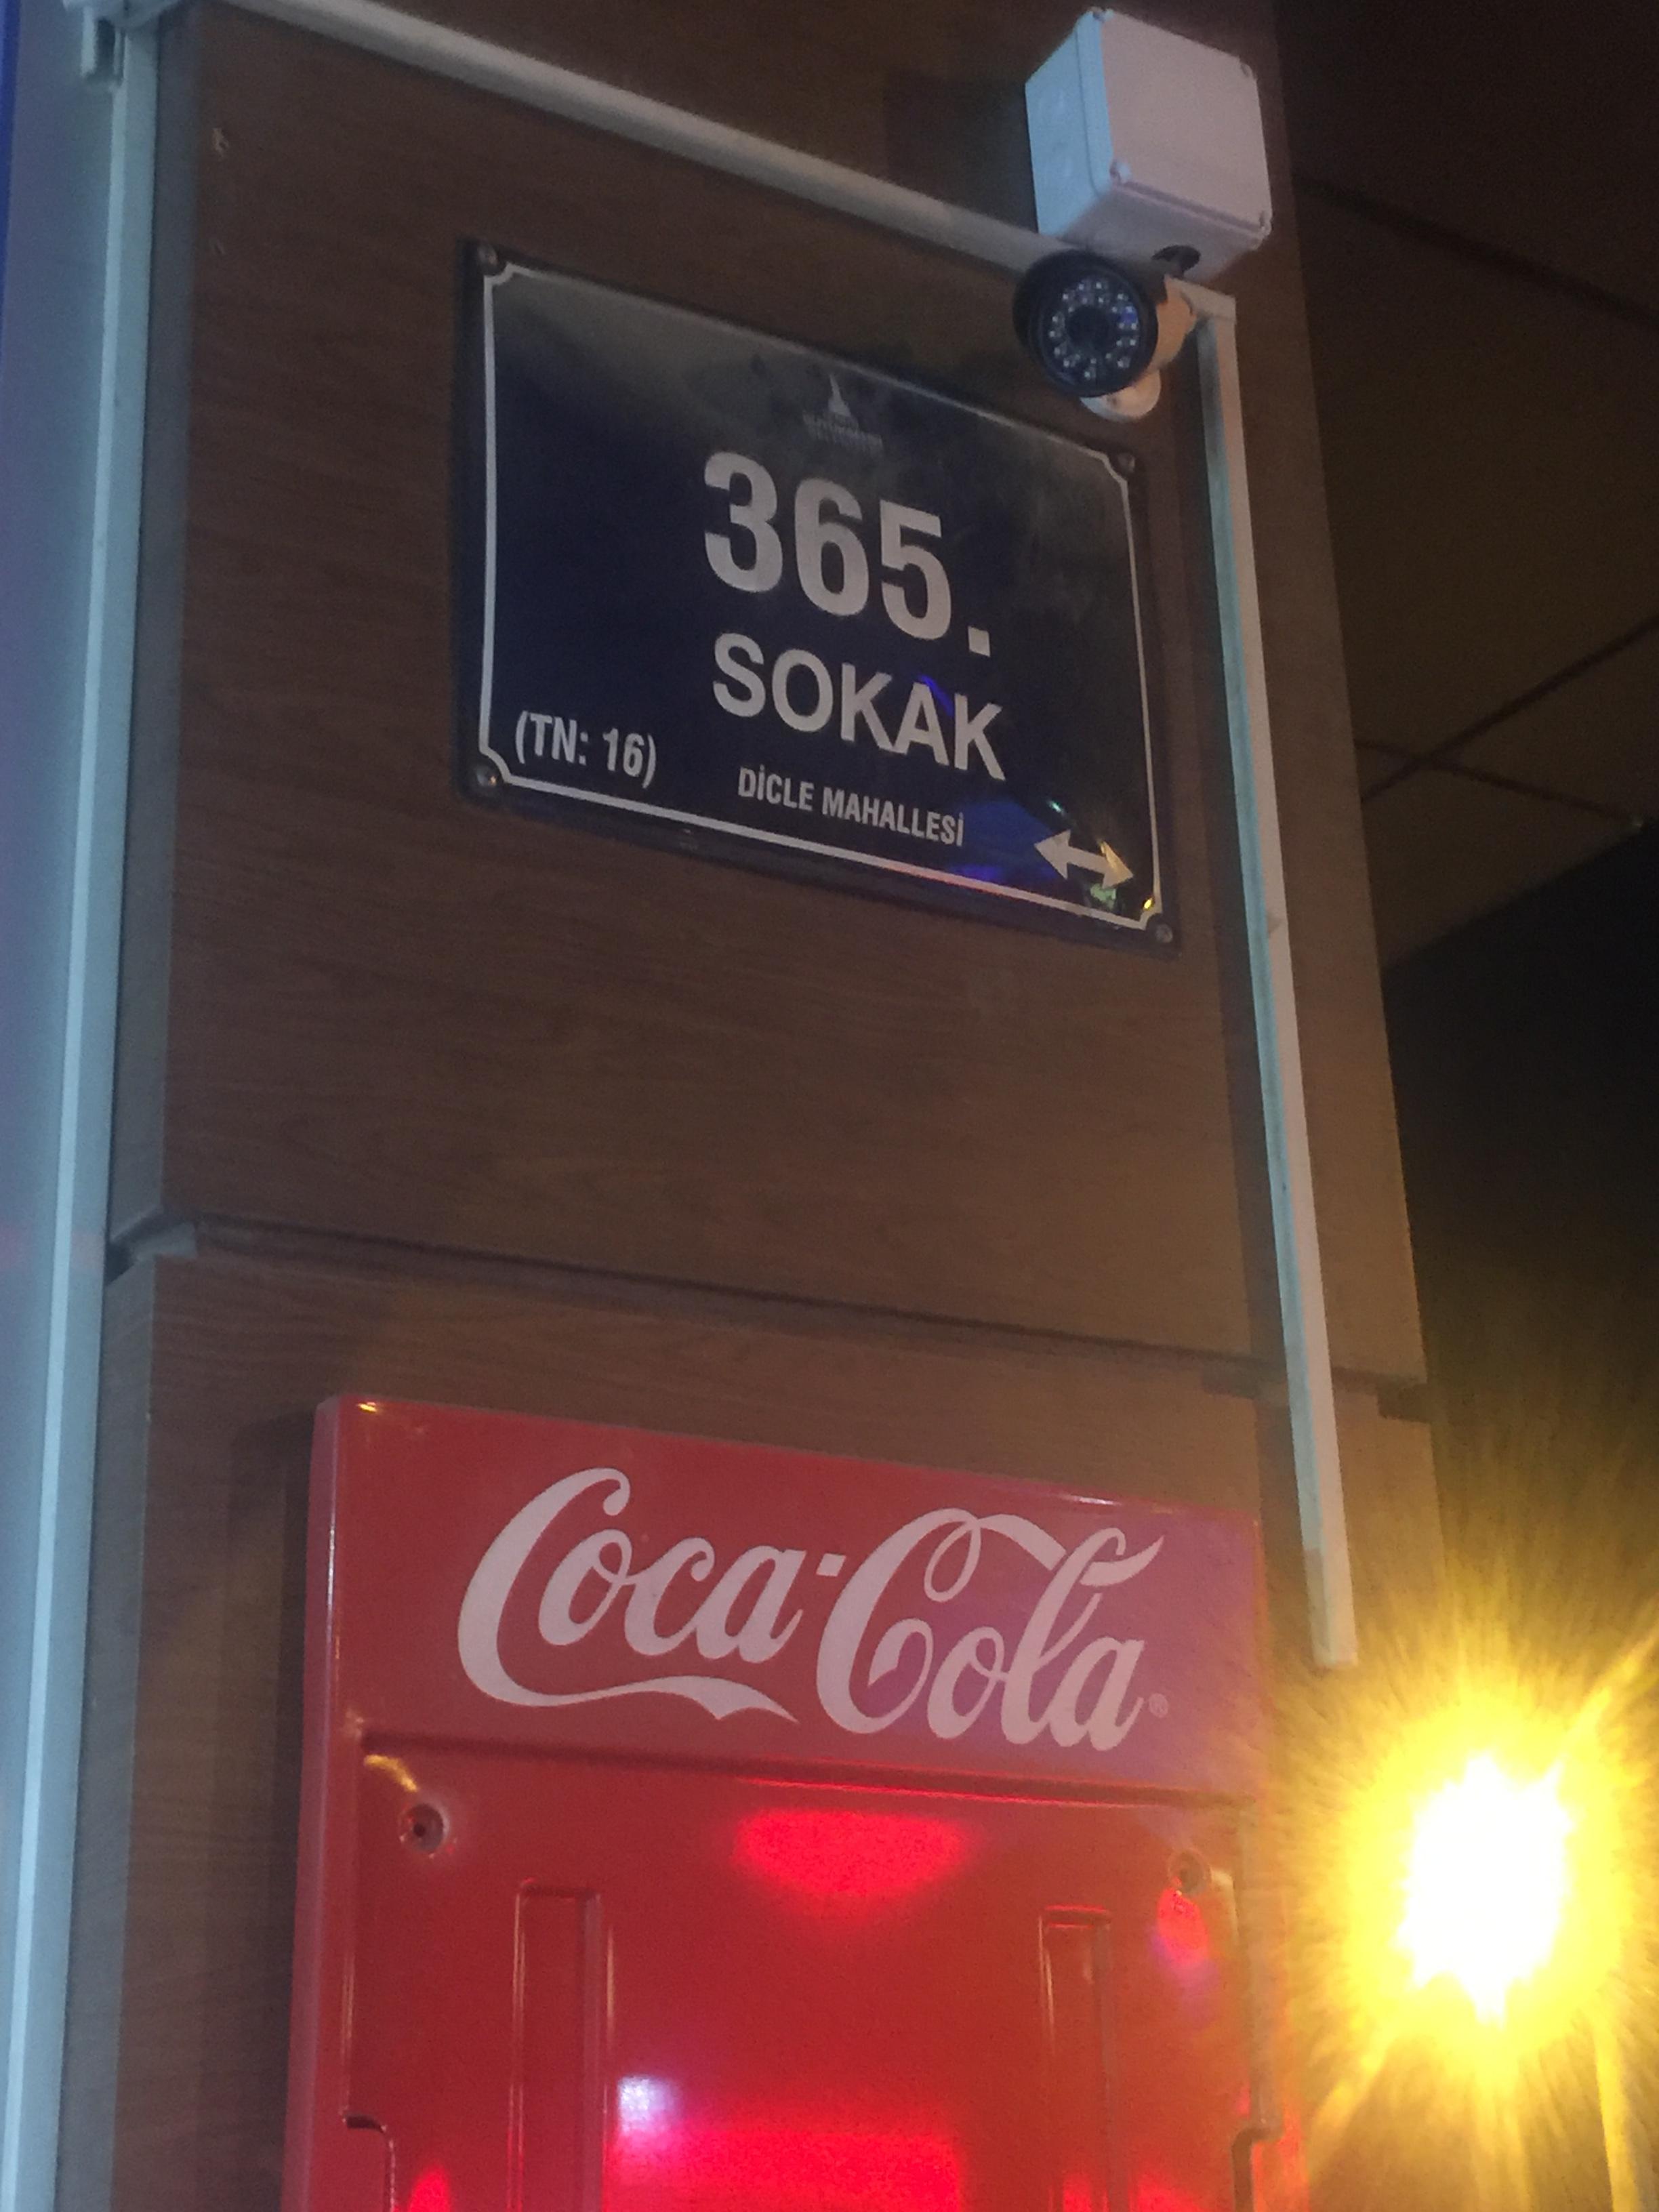 365.
SOKAK
(TN: 16)
DİCLE MAHALLESİ
Coca-Cola®